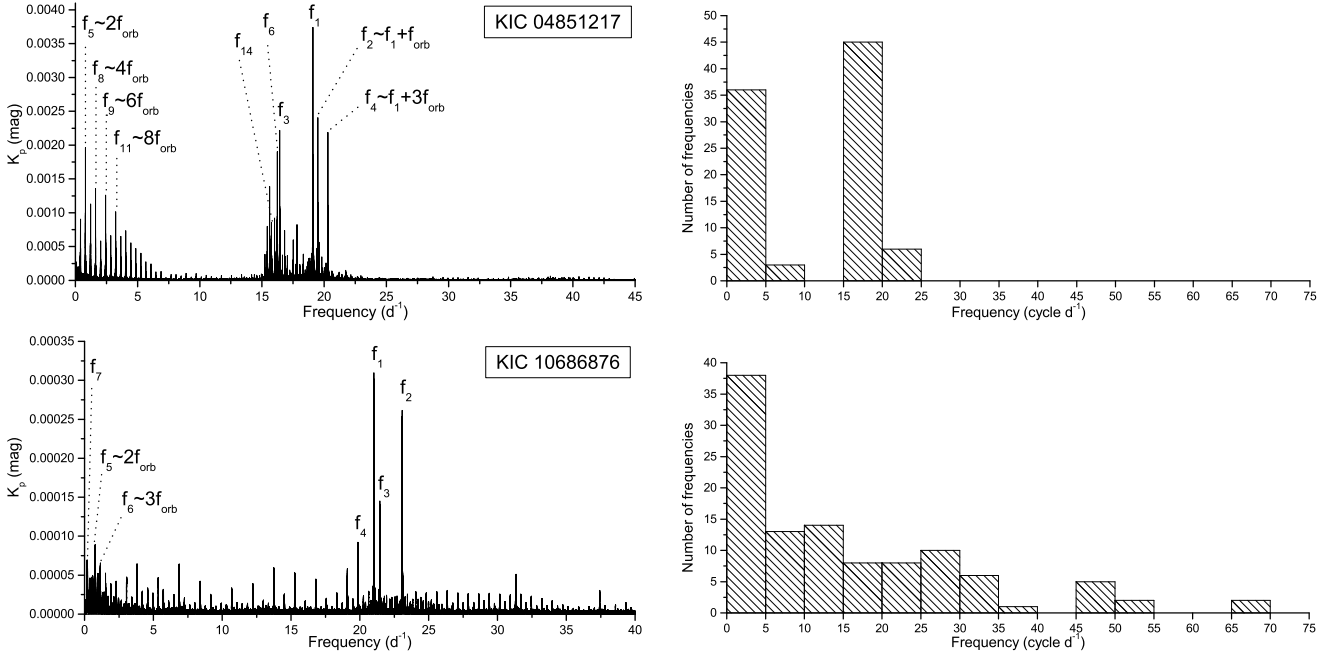 KIC 04851217
f5~2forb
f8~4forb
f9~6forb
f11~8forb
f14
f6
f3
f1
f2~f1+forb
f4~f1+3forb
0.0040
0.0035
0.0030
0.0025
0.0020
0.0015
0.0010
0.0005
0.0000
Kp (mag)
0 5 10 15 20 25 30 35 40 45
Frequency (d-1)
50
45
40
35
30
25
20
15
10
5
0
Number of frequencies
0 5 10 15 20 25 30 35 40 45 50 55 60 65 70 75
Frequency (cycle d-1)
KIC 10686876
f7
f5~2forb
f6~3forb
f4
f1
f3
f2
0.00035
0.00030
0.00025
0.00020
0.00015
0.00010
0.00005
0.00000
Kp (mag)
0 5 10 15 20 25 30 35 40
Frequency (d-1)
40
35
30
25
20
15
10
5
0
Number of frequencies
0 5 10 15 20 25 30 35 40 45 50 55 60 65 70 75
Frequency (cycle d-1)